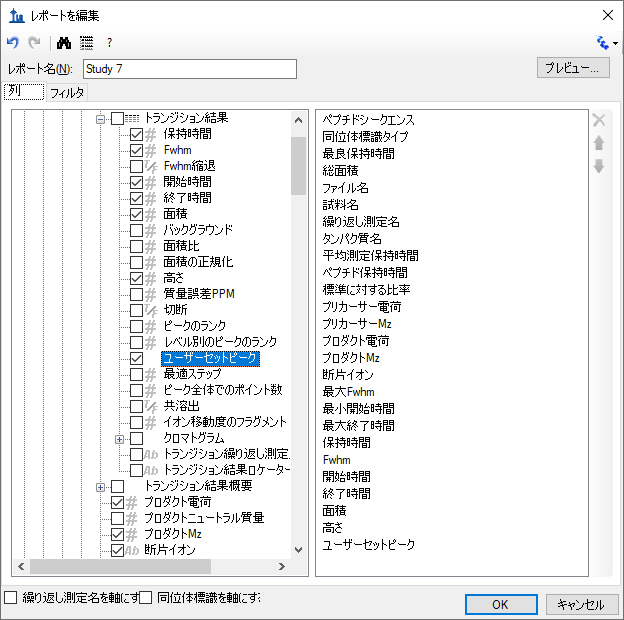 レポートを編集
?
レポート名(N):
Study 7
プレビュー...
列
フィルタ
トランジション結果
保持時間
Fwhm
Fwhm縮退
開始時間
終了時間
面積
バックグラウンド
面積比
面積の正規化
高さ
質量誤差PPM
切断
ピークのランク
レベル別のピークのランク
ユーザーセットピーク
最適ステップ
ピーク全体でのポイント数
共溶出
イオン移動度のフラグメント
クロマトグラム
Ab トランジション繰り返し測定
Ab トランジション結果ロケーター
トランジション結果概要
プロダクト電荷
プロダクトニュートラル質量
プロダクトMz
Ab 断片イオン
ペプチドシークエンス
同位体標識タイプ
最良保持時間
総面積
ファイル名
試料名
繰り返し測定名
タンパク質名
平均測定保持時間
ペプチド保持時間
標準に対する比率
プリカーサー電荷
プリカーサーMz
プロダクト電荷
プロダクトMz
断片イオン
最大Fwhm
最小開始時間
最大終了時間
保持時間
Fwhm
開始時間
終了時間
面積
高さ
ユーザーセットピーク
繰り返し測定名を軸にす
同位体標識を軸にす
OK
キャンセル